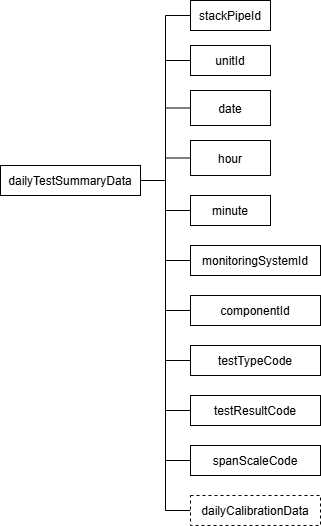 stackPipeId
unitId
date
hour
dailyTestSummaryData
minute
monitoringSystemId
componentId
testTypeCode
testResultCode
spanScaleCode
dailyCalibrationData